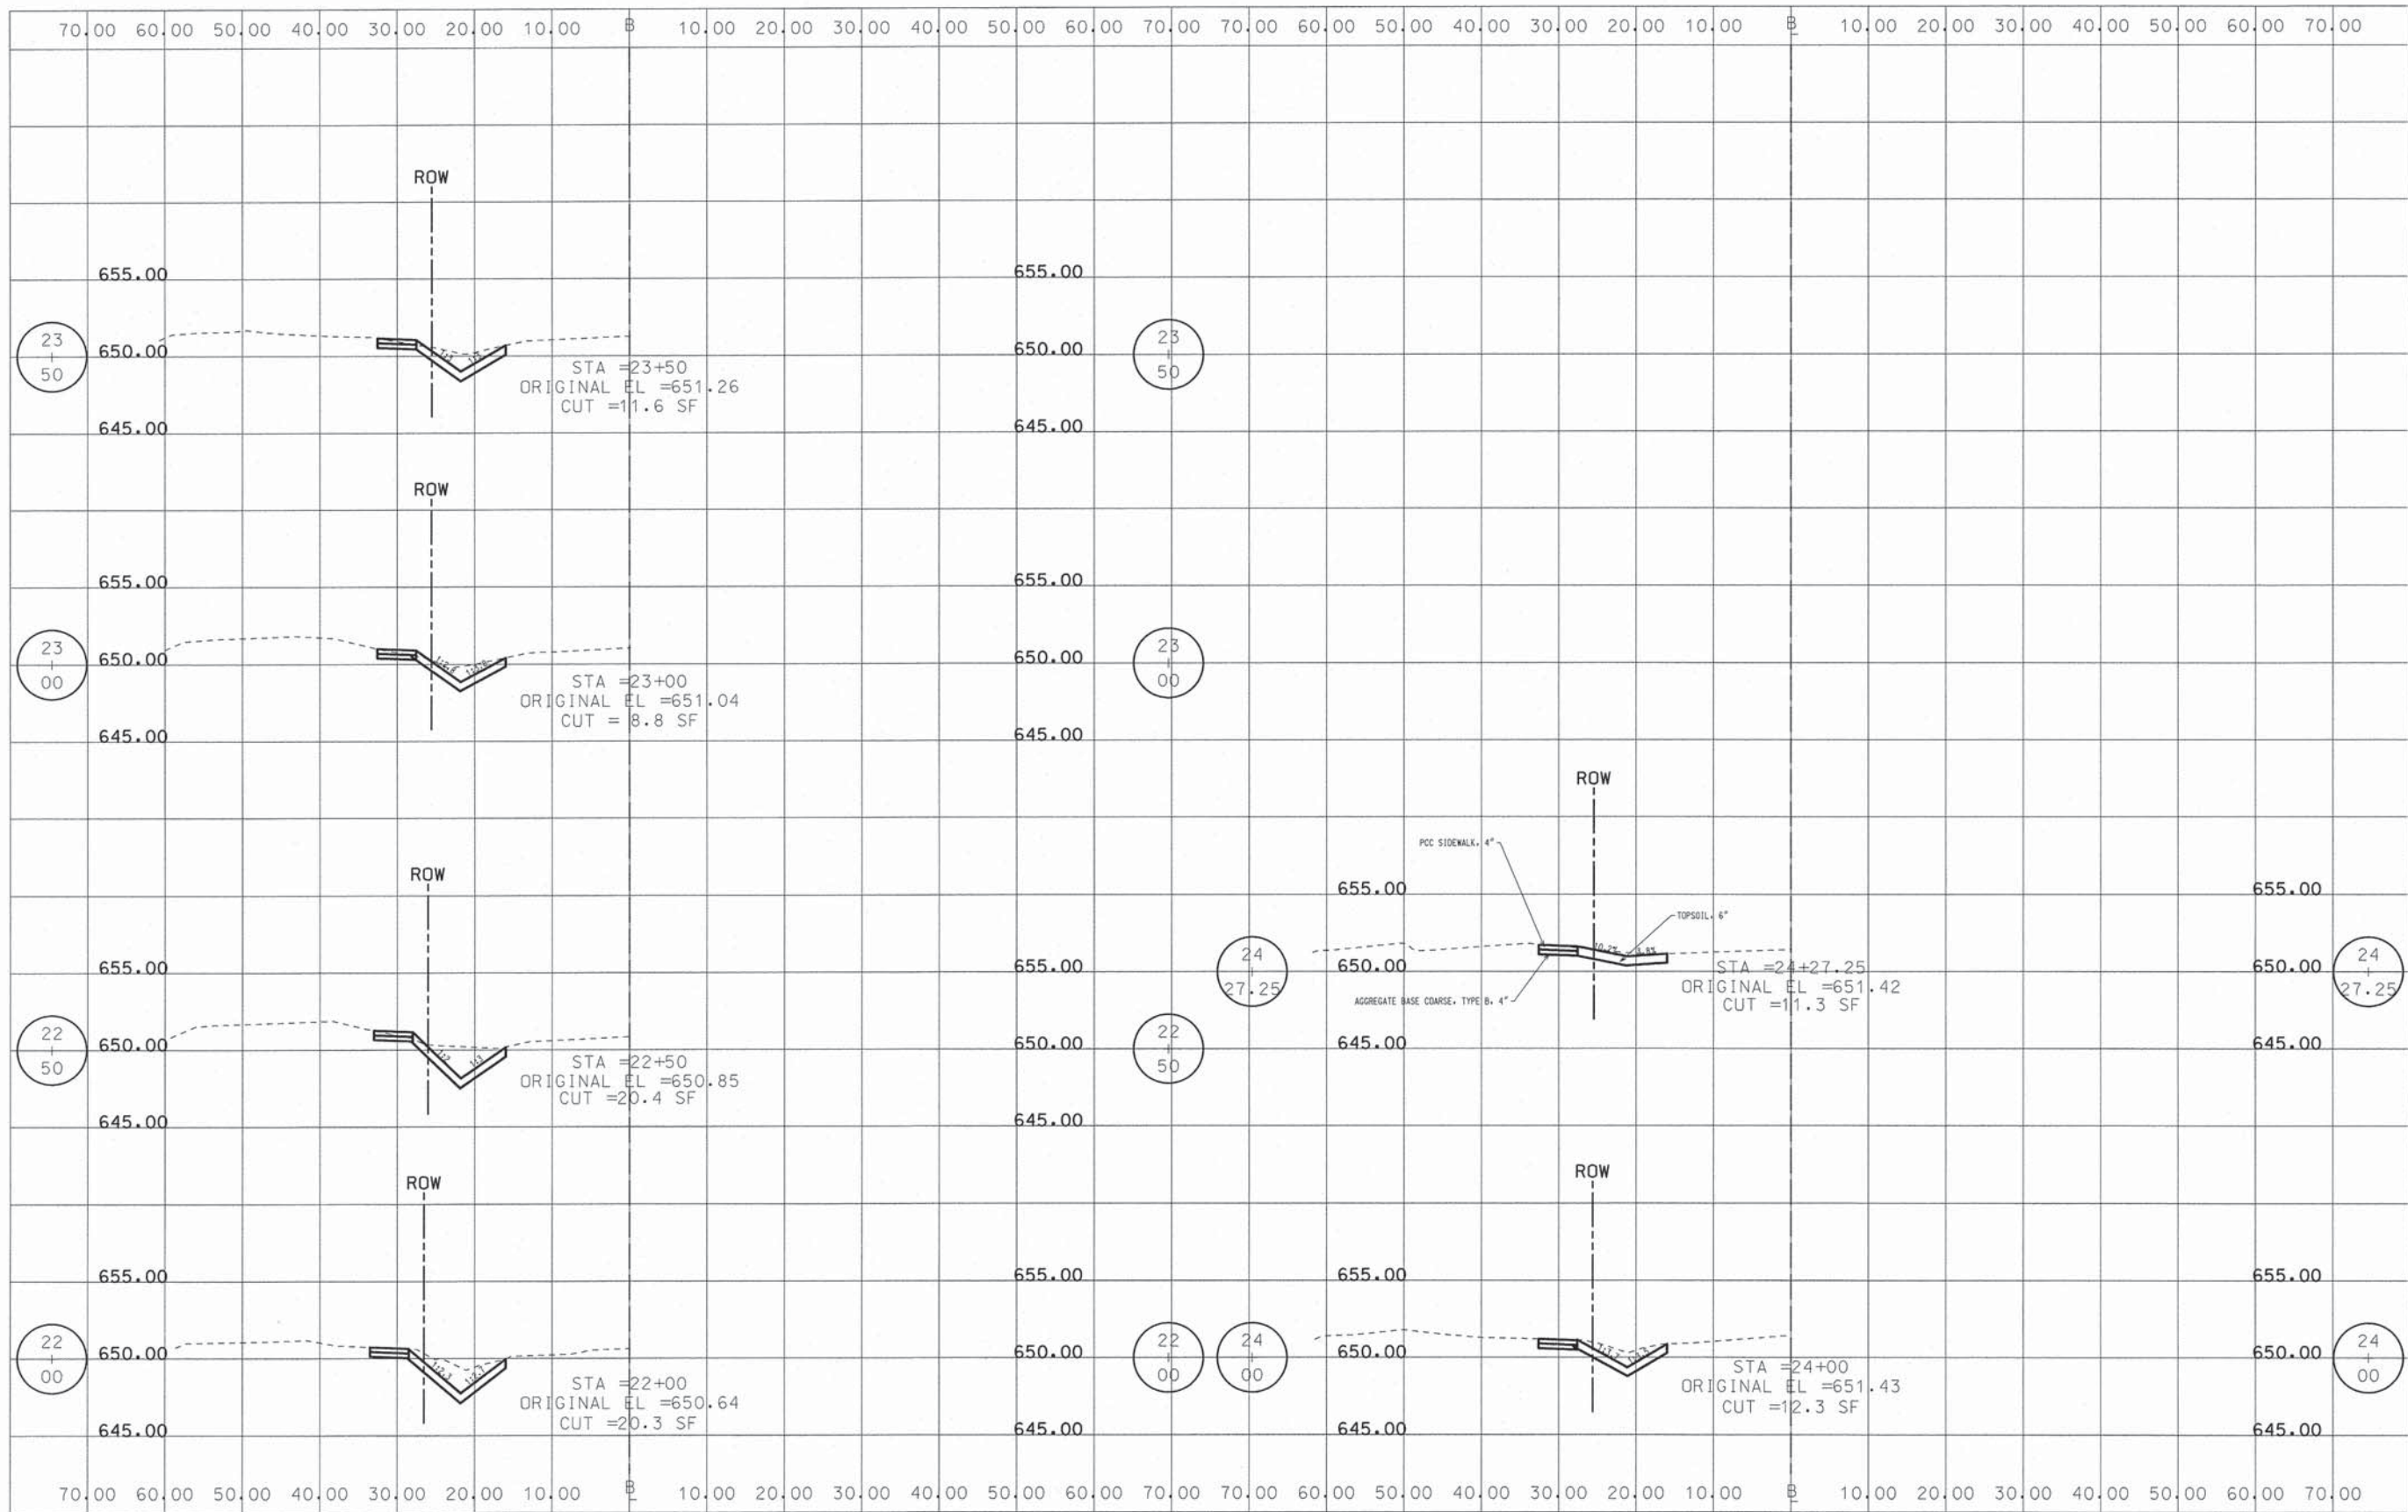 70.00 60.00 50.00 40.00 30.00 20.00 10.00 B 10.00 20.00 30.00 40.00 50.00 60.00 70.00 70.00 60.00 50.00 40.00 30.00 20.00 10.00 B 10.00 20.00 30.00 40.00 50.00 60.00 70.00
ROW
655.00 655.00
23
50
650.00 650.00
23
50
STA =23+50
ORIGINAL EL =651.26
CUT =11.6 SF
645.00 645.00
ROW
655.00 655.00
23
00
650.00 650.00
23
00
STA =23+00
ORIGINAL EL =651.04
CUT = 8.8 SF
645.00 645.00
ROW
655.00 655.00
22
50
650.00 650.00
22
50
1:2 1:3
STA =22+50
ORIGINAL EL =650.85
CUT =20.4 SF
645.00 645.00
ROW
655.00 655.00
22
00
650.00 650.00
22
00
1:2.3 1:2.7
STA =22+00
ORIGINAL EL =650.64
CUT =20.3 SF
645.00 645.00
ROW
PCC SIDEWALK, 4"
655.00 655.00
TOPSOIL, 6"
10.2%
24
27.25
650.00 650.00
24
27.25
STA =24+27.25
ORIGINAL EL =651.42
CUT =11.3 SF
AGGREGATE BASE COARSE, TYPE B, 4"
645.00 645.00
ROW
655.00 655.00
24
00
650.00 650.00
24
00
STA =24+00
ORIGINAL EL =651.43
CUT =12.3 SF
645.00 645.00
70.00 60.00 50.00 40.00 30.00 20.00 10.00 B 10.00 20.00 30.00 40.00 50.00 60.00 70.00 70.00 60.00 50.00 40.00 30.00 20.00 10.00 B 10.00 20.00 30.00 40.00 50.00 60.00 70.00